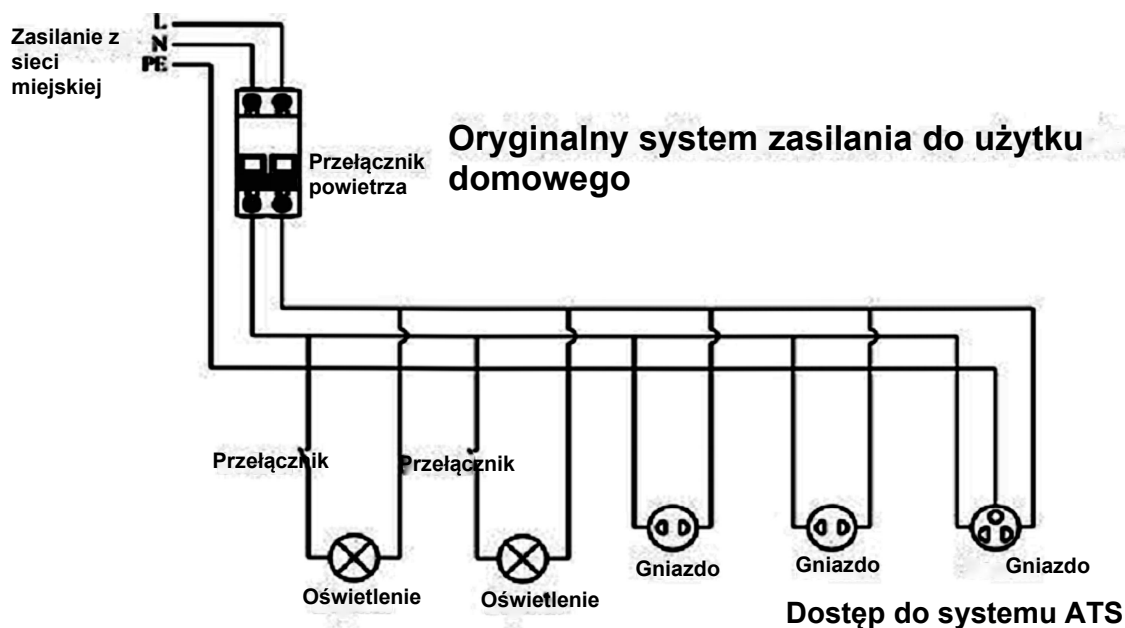 L
N
PE
Zasilanie z
sieci
miejskiej
Oryginalny system zasilania do użytku
domowego
Przełącznik
powietrza
Przełącznik
Przełącznik
Oświetlenie
Oświetlenie
Gniazdo
Gniazdo
Gniazdo
Dostęp do systemu ATS